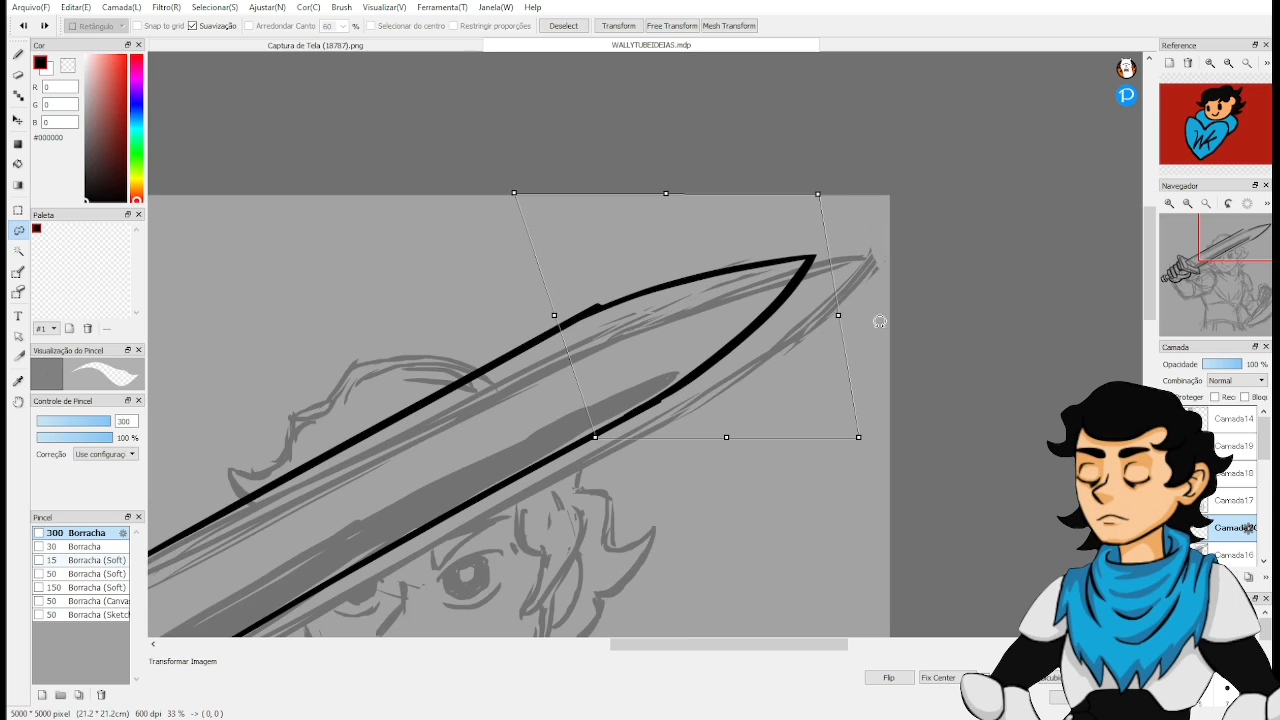 Arquivo(F) Editar(E) Camada(L) Filtro(R) Selecionar(S) Snap(N) Cor(C) Brush Visualizar(V) Ferramenta(T) Janela(W) Help
Retângulo Snap to grid Suavização Arredondar Canto 60 % Selecionar do centro Restringir proporções Deselect Transform Free Transform Mesh Transform
Cor
Captura de Tela (18787).png
WALLYTUBEIDEIAS.mdp
Reference
R 0
G 0
B 0
#000000
P
WK
Navegador
Paleta
#1
Visualização do Pincel
Camada
Opacidade 100 %
Combinação Normal
Proteger
Camada14
Camada19
Camada18
Camada17
Camada16
Controle de Pincel
300
100 %
Correção Use configuraç
Pincel
300 Borracha
30 Borracha
15 Borracha (Soft)
50 Borracha (Soft)
150 Borracha (Soft)
50 Borracha (Canva
50 Borracha (Sketch
Transformar Imagem
Flip Fix Center
5000 * 5000 pixel (21.2 * 21.2cm) 600 dpi 33 % -> ( 0, 0 )